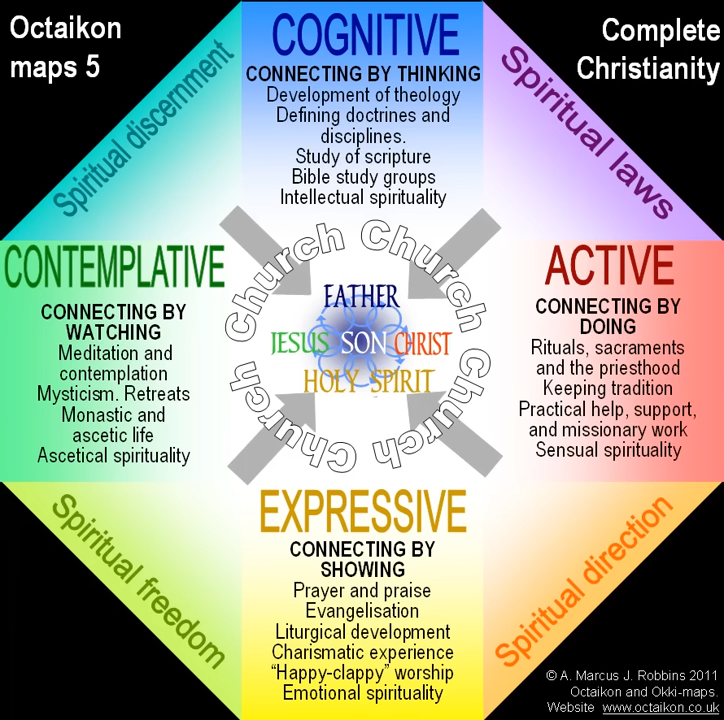 Octaikon
maps 5
Complete
Christianity
Spiritual discernment
COGNITIVE
CONNECTING BY THINKING
Development of theology
Defining doctrines and
disciplines.
Study of scripture
Bible study groups
Intellectual spirituality
Spiritual laws
CONTEMPLATIVE
CONNECTING BY
WATCHING
Meditation and
contemplation
Mysticism. Retreats
Monastic and
ascetic life
Ascetical spirituality
Church Church Church Church
FATHER
JESUS SON CHRIST
HOLY SPIRIT
ACTIVE
CONNECTING BY
DOING
Rituals, sacraments
and the priesthood
Keeping tradition
Practical help, support,
and missionary work
Sensual spirituality
Spiritual freedom
EXPRESSIVE
CONNECTING BY
SHOWING
Prayer and praise
Evangelisation
Liturgical development
Charismatic experience
“Happy-clappy” worship
Emotional spirituality
Spiritual direction
© A. Marcus J. Robbins 2011
Octaikon and Okki-maps.
Website www.octaikon.co.uk